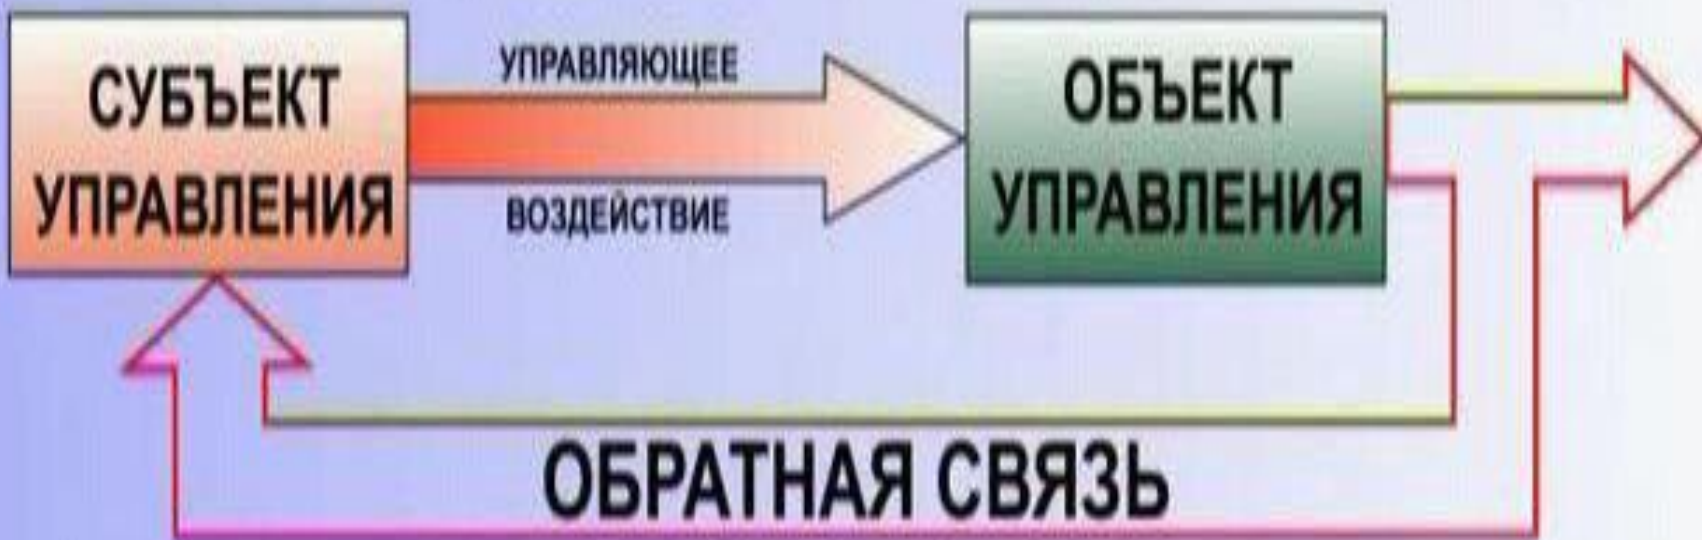 СУБЪЕКТ
УПРАВЛЕНИЯ
УПРАВЛЯЮЩЕЕ
ВОЗДЕЙСТВИЕ
ОБЪЕКТ
УПРАВЛЕНИЯ
ОБРАТНАЯ СВЯЗЬ